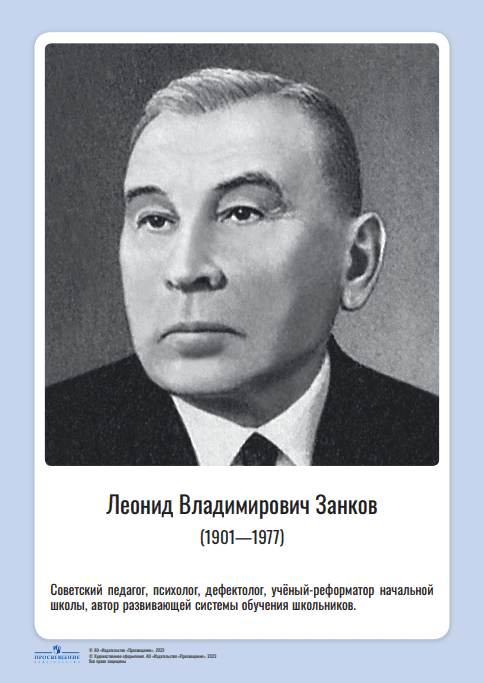 Леонид Владимирович Занков
(1901—1977)
Советский педагог, психолог, дефектолог, учёный-реформатор начальной
школы, автор развивающей системы обучения школьников.
ПРОСВЕЩЕНИЕ
ИЗДАТЕЛЬСТВО
© АО «Издательство «Просвещение», 2023
© Художественное оформление. АО «Издательство «Просвещение», 2023
Все права защищены